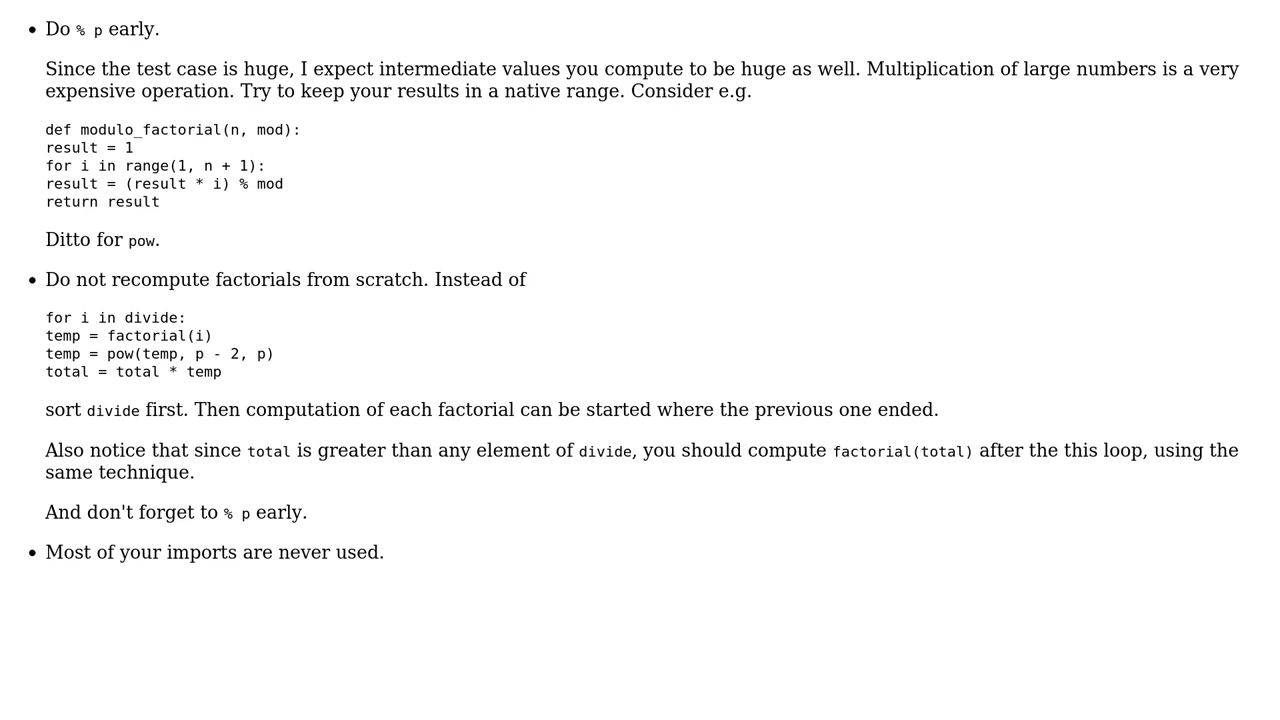 • Do % p early.
Since the test case is huge, I expect intermediate values you compute to be huge as well. Multiplication of large numbers is a very
expensive operation. Try to keep your results in a native range. Consider e.g.
def modulo_factorial(n, mod):
result = 1
for i in range(1, n + 1):
result = (result * i) % mod
return result
Ditto for pow.
• Do not recompute factorials from scratch. Instead of
for i in divide:
temp = factorial(i)
temp = pow(temp, p - 2, p)
total = total * temp
sort divide first. Then computation of each factorial can be started where the previous one ended.
Also notice that since total is greater than any element of divide, you should compute factorial(total) after the this loop, using the
same technique.
And don't forget to % p early.
• Most of your imports are never used.